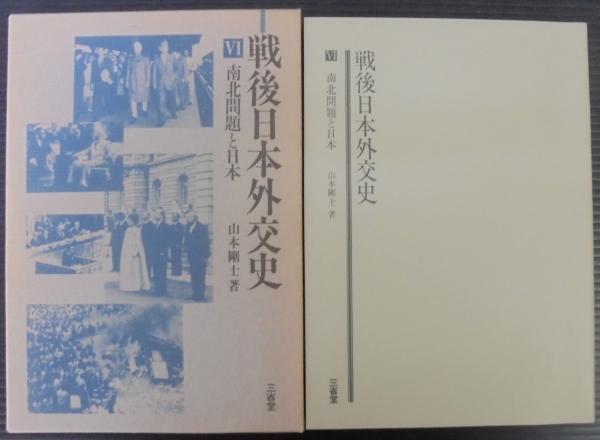 戦後日本外交史
Ⅵ 南北問題と日本
山本剛士著
三省堂
戦後日本外交史
Ⅵ 南北問題と日本
山本剛士 著
三省堂